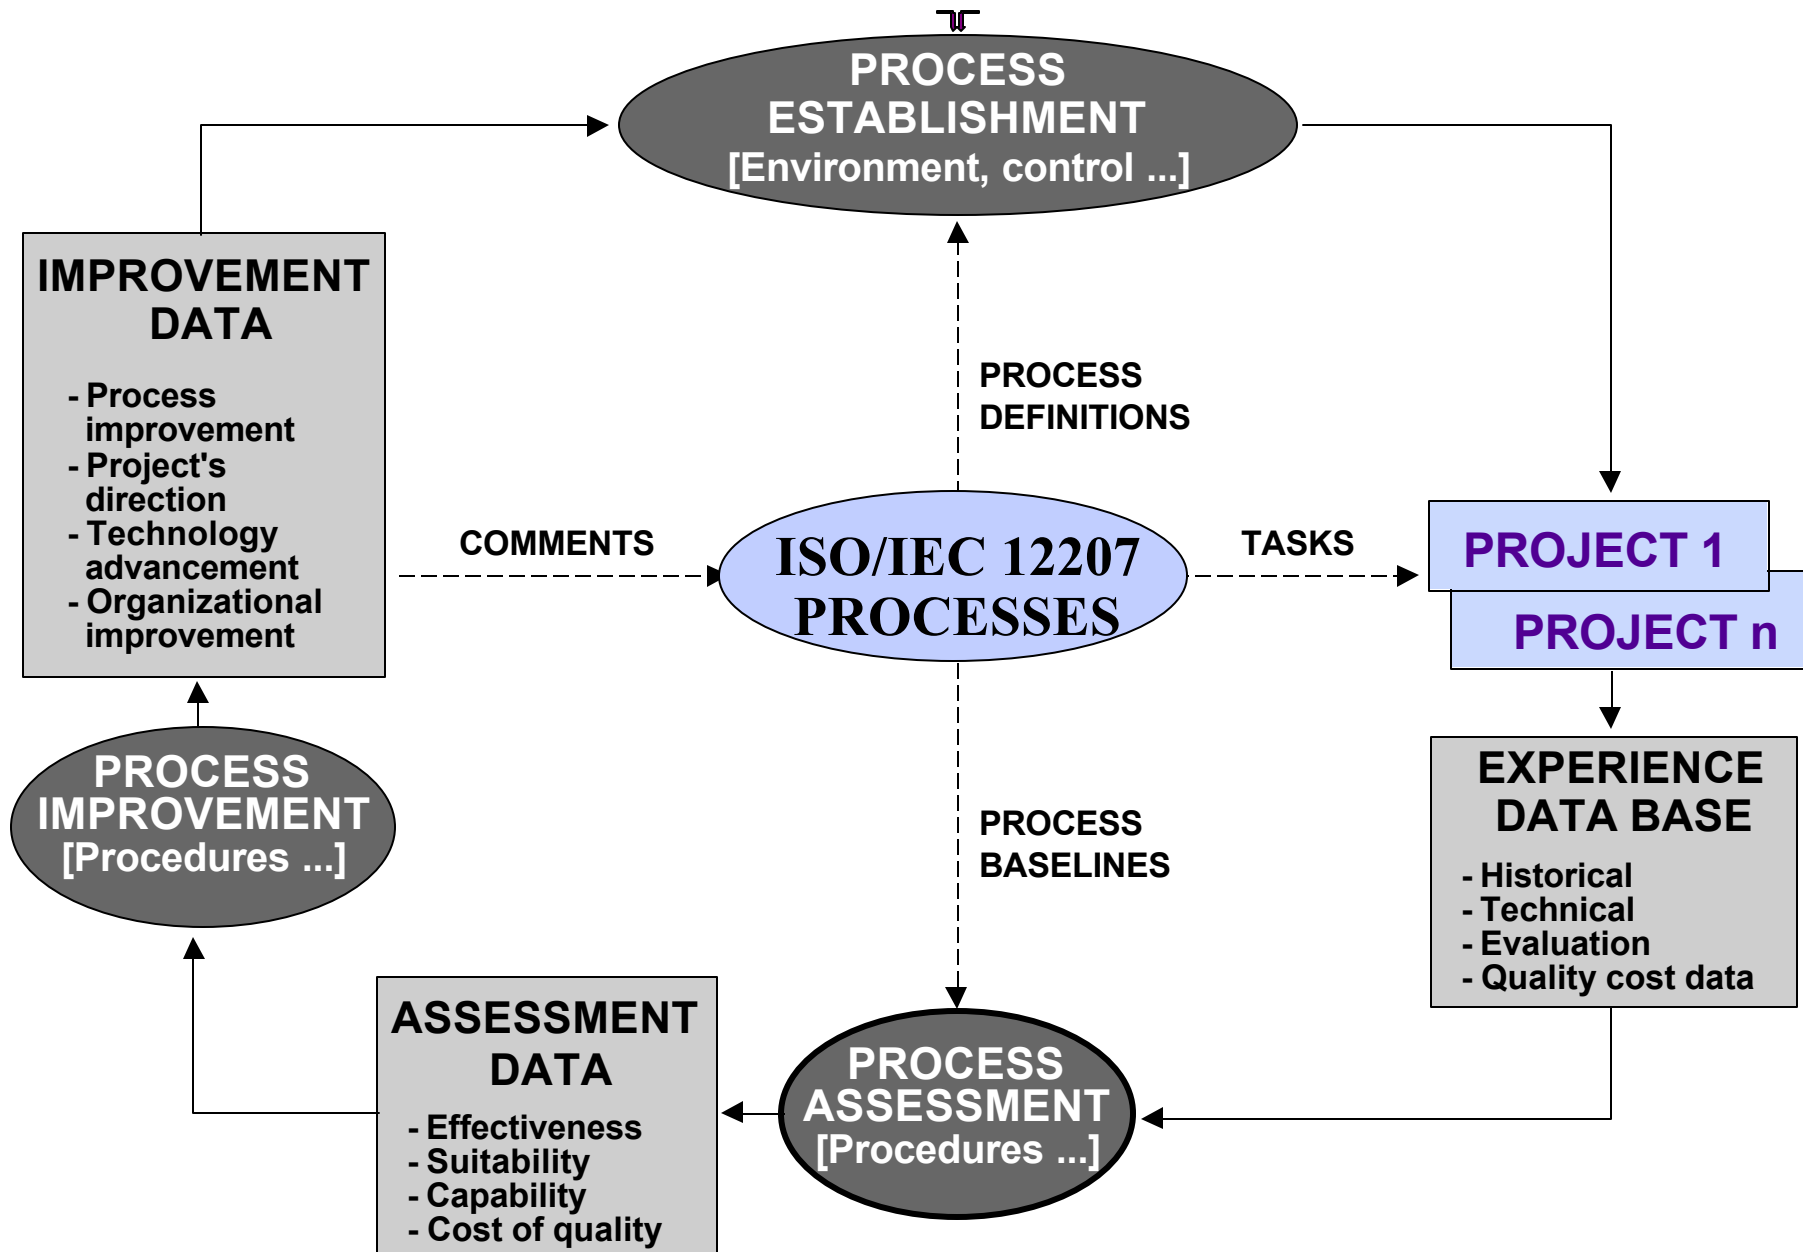 PROCESS
ESTABLISHMENT
[Environment, control ...]
IMPROVEMENT
DATA
- Process
improvement
- Project's
direction
- Technology
advancement
- Organizational
improvement
PROCESS
DEFINITIONS
COMMENTS
ISO/IEC 12207
PROCESSES
TASKS
PROJECT 1
PROJECT n
PROCESS
IMPROVEMENT
[Procedures ...]
PROCESS
BASELINES
EXPERIENCE
DATA BASE
- Historical
- Technical
- Evaluation
- Quality cost data
ASSESSMENT
DATA
- Effectiveness
- Suitability
- Capability
- Cost of quality
PROCESS
ASSESSMENT
[Procedures ...]